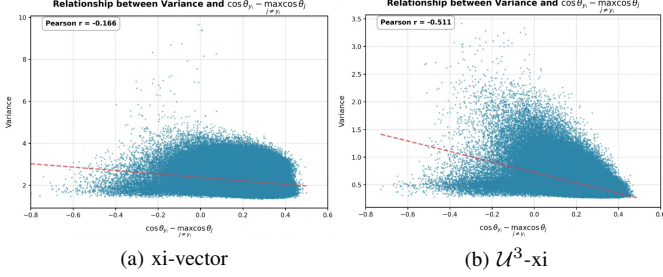 Relationship between Variance and cos θ_{y_i} − max_{j≠y_i} cos θ_j
Pearson r = -0.166
Variance
10
8
6
4
2
−0.8
−0.6
−0.4
−0.2
0.0
0.2
0.4
0.6
cos θ_{y_i} − max_{j≠y_i} cos θ_j
(a) xi-vector
Relationship between Variance and cos θ_{y_i} − max_{j≠y_i} cos θ_j
Pearson r = -0.511
Variance
3.5
3.0
2.5
2.0
1.5
1.0
0.5
−0.8
−0.6
−0.4
−0.2
0.0
0.2
0.4
0.6
cos θ_{y_i} − max_{j≠y_i} cos θ_j
(b) 𝒰³-xi